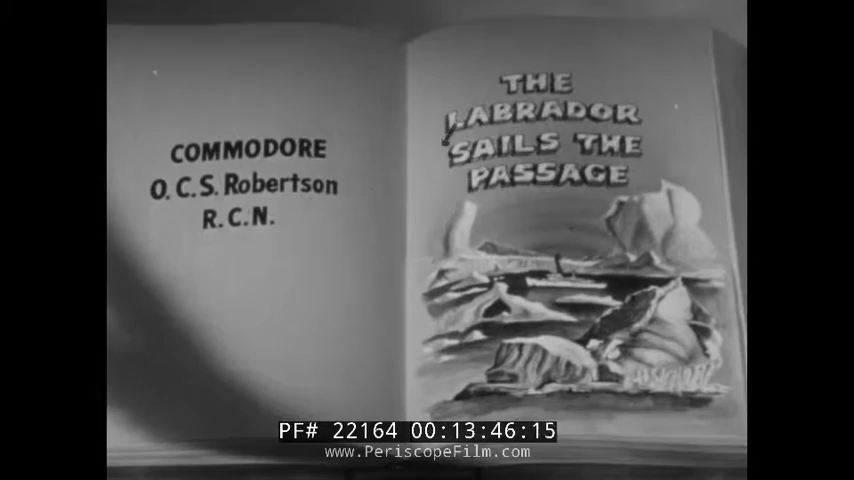 COMMODORE
O.C.S. Robertson
R.C.N.
THE
LABRADOR
SAILS THE
PASSAGE
PF# 22164 00:13:46:15
www.PeriscopeFilm.com